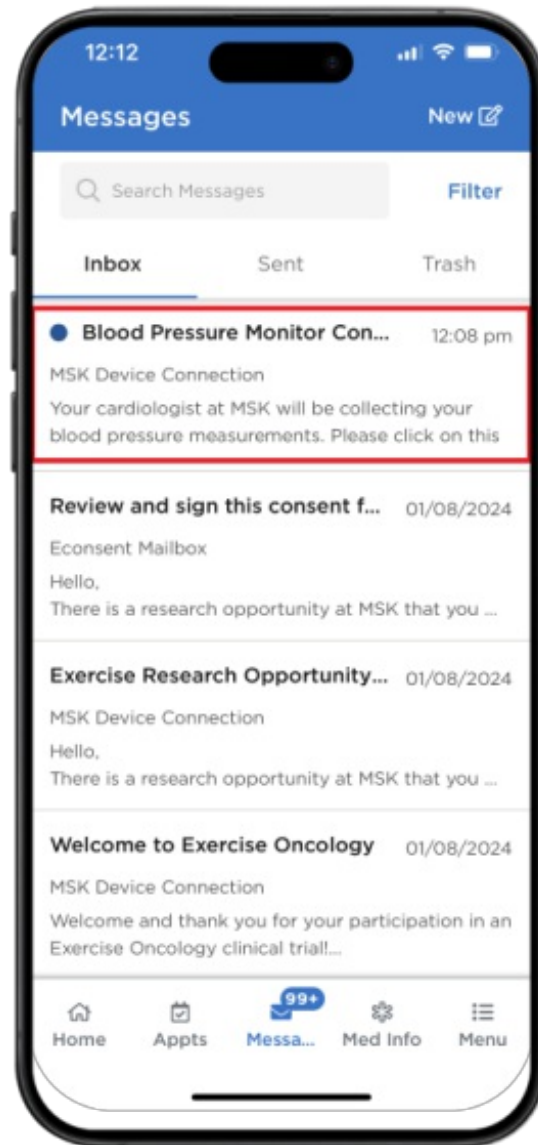 12:12
Messages
New
Search Messages
Filter
Inbox Sent Trash
Blood Pressure Monitor Con... 12:08 pm
MSK Device Connection
Your cardiologist at MSK will be collecting your
blood pressure measurements. Please click on this
Review and sign this consent f... 01/08/2024
Econsent Mailbox
Hello,
There is a research opportunity at MSK that you ...
Exercise Research Opportunity... 01/08/2024
MSK Device Connection
Hello,
There is a research opportunity at MSK that you ...
Welcome to Exercise Oncology 01/08/2024
MSK Device Connection
Welcome and thank you for your participation in an
Exercise Oncology clinical trial!...
99+
Home Appts Messa... Med Info Menu